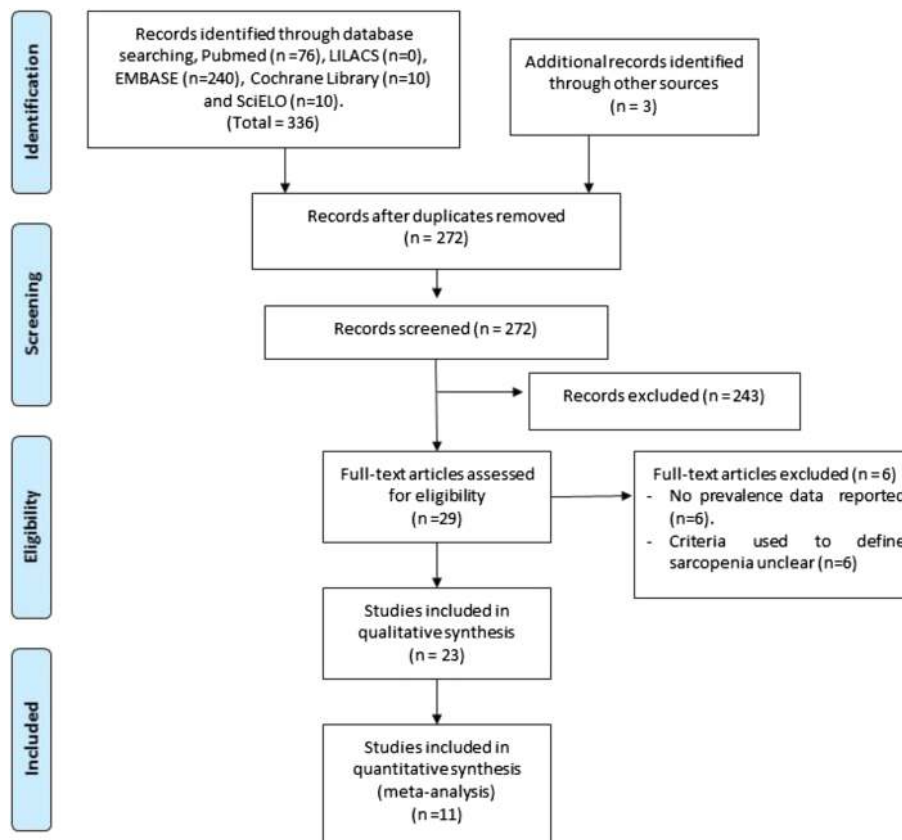 Identification
Records identified through database
searching, Pubmed (n =76), LILACS (n=0),
EMBASE (n=240), Cochrane Library (n=10)
and SciELO (n=10).
(Total = 336)
Additional records identified
through other sources
(n = 3)
Records after duplicates removed
(n = 272)
Screening
Records screened (n = 272)
Records excluded (n = 243)
Eligibility
Full-text articles assessed
for eligibility
(n =29)
Full-text articles excluded (n=6)
- No prevalence data reported
(n=6).
- Criteria used to define
sarcopenia unclear (n=6)
Studies included in
qualitative synthesis
(n = 23)
Included
Studies included in
quantitative synthesis
(meta-analysis)
(n =11)